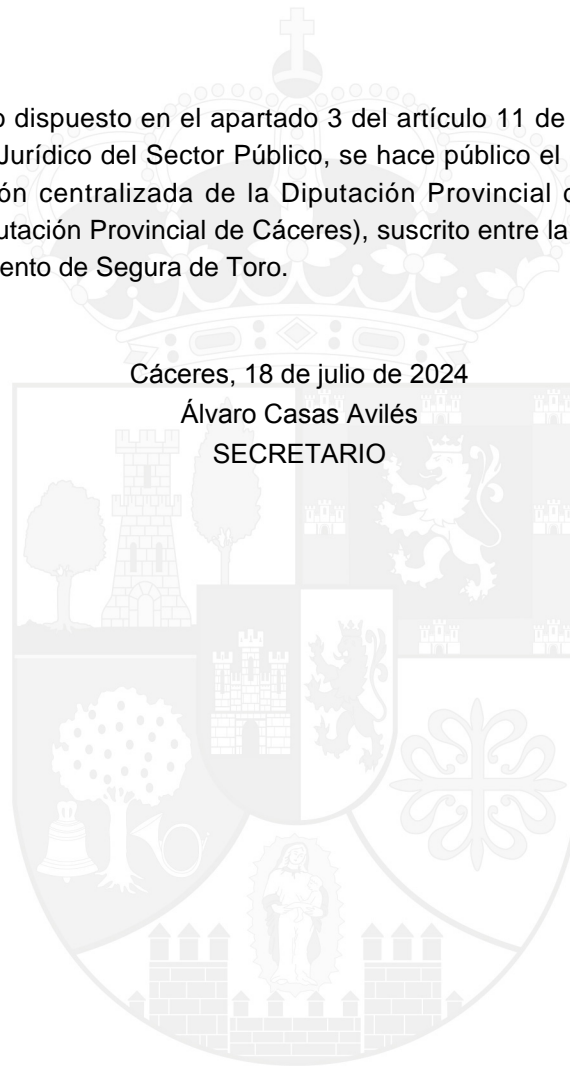 o dispuesto en el apartado 3 del artículo 11 de
Jurídico del Sector Público, se hace público el
ón centralizada de la Diputación Provincial
utación Provincial de Cáceres), suscrito entre la
ento de Segura de Toro.
Cáceres, 18 de julio de 2024
Álvaro Casas Avilés
SECRETARIO